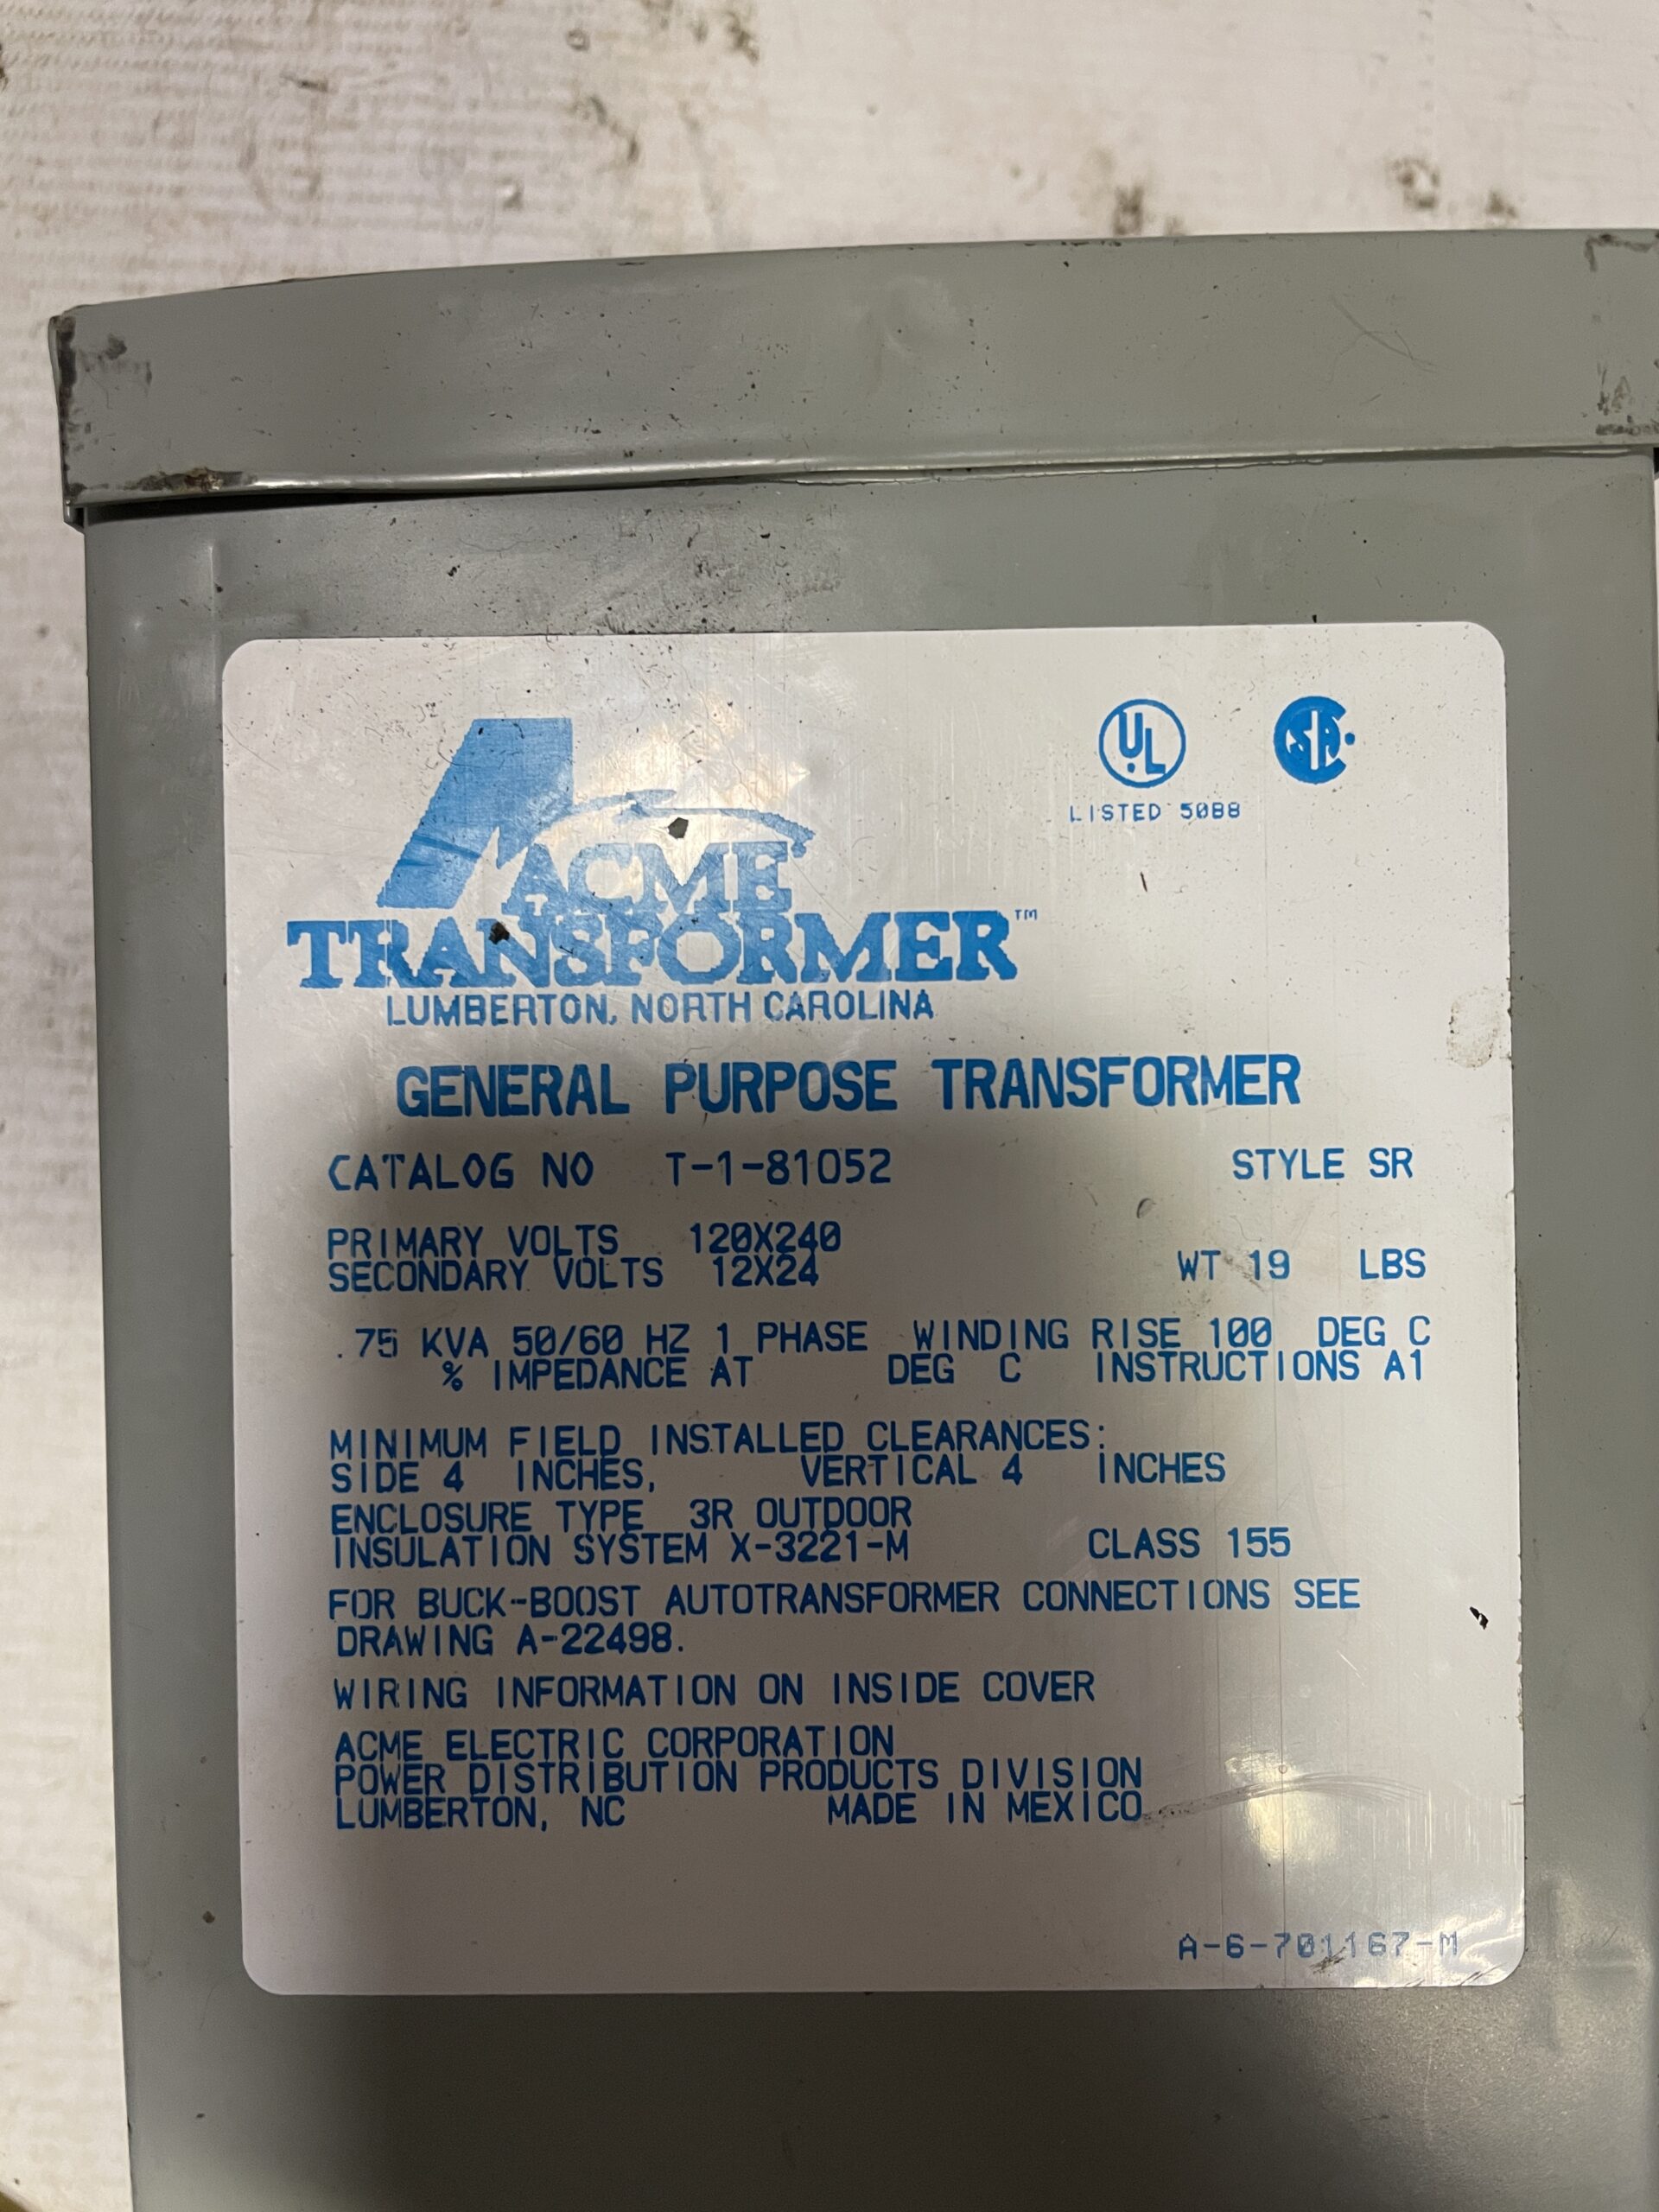 UL
LISTED 50B8
SA
ACME
TRANSFORMER™
LUMBERTON, NORTH CAROLINA
GENERAL PURPOSE TRANSFORMER
CATALOG NO T-1-81052 STYLE SR
PRIMARY VOLTS 120X240
SECONDARY VOLTS 12X24 WT 19 LBS
.75 KVA 50/60 HZ 1 PHASE WINDING RISE 100 DEG C
% IMPEDANCE AT DEG C INSTRUCTIONS A1
MINIMUM FIELD INSTALLED CLEARANCES:
SIDE 4 INCHES, VERTICAL 4 INCHES
ENCLOSURE TYPE 3R OUTDOOR
INSULATION SYSTEM X-3221-M CLASS 155
FOR BUCK-BOOST AUTOTRANSFORMER CONNECTIONS SEE
DRAWING A-22498.
WIRING INFORMATION ON INSIDE COVER
ACME ELECTRIC CORPORATION
POWER DISTRIBUTION PRODUCTS DIVISION
LUMBERTON, NC MADE IN MEXICO
A-6-701167-M